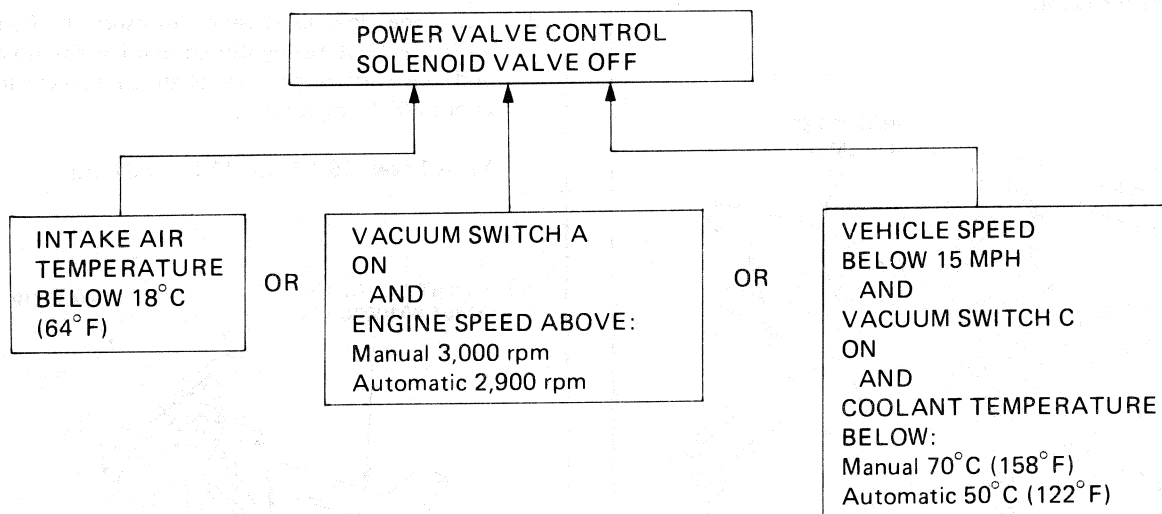 POWER VALVE CONTROL
SOLENOID VALVE OFF
INTAKE AIR
TEMPERATURE
BELOW 18°C
(64°F)
OR
VACUUM SWITCH A
ON
AND
ENGINE SPEED ABOVE:
Manual 3,000 rpm
Automatic 2,900 rpm
OR
VEHICLE SPEED
BELOW 15 MPH
AND
VACUUM SWITCH C
ON
AND
COOLANT TEMPERATURE
BELOW:
Manual 70°C (158°F)
Automatic 50°C (122°F)